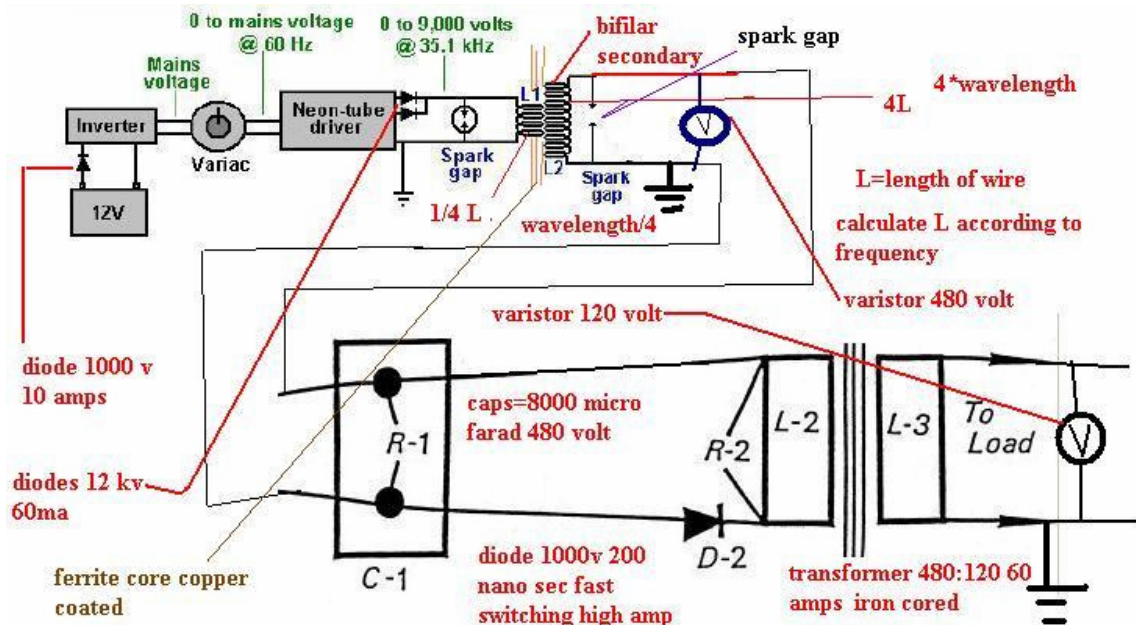 0 to mains voltage
@ 60 Hz
0 to 9,000 volts
@ 35.1 kHz
bifilar
secondary
spark gap
Mains
voltage
L1
4*wavelength
4L
Inverter
Neon-tube
driver
V
Variac
Spark
gap
L2
Spark
gap
12V
1/4 L
wavelength/4
L=length of wire
calculate L according to
frequency
varistor 480 volt
varistor 120 volt
diode 1000 v
10 amps
caps=8000 micro
farad 480 volt
R-1
R-2
L-2
L-3
To
Load
V
diodes 12 kv
60ma
D-2
C-1
ferrite core copper
coated
diode 1000v 200
nano sec fast
switching high amp
transformer 480:120 60
amps iron cored